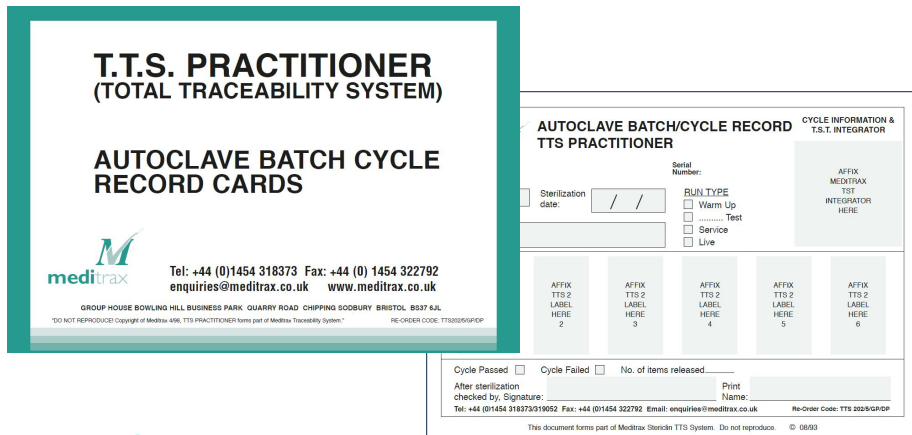 T.T.S. PRACTITIONER
(TOTAL TRACEABILITY SYSTEM)
AUTOCLAVE BATCH CYCLE
RECORD CARDS
meditrax
Tel: +44 (0)1454 318373 Fax: +44 (0) 1454 322792
enquiries@meditrax.co.uk www.meditrax.co.uk
GROUP HOUSE BOWLING HILL BUSINESS PARK QUARRY ROAD CHIPPING SODBURY BRISTOL BS37 6JL
"DO NOT REPRODUCE! Copyright of Meditrax 4/98, TTS PRACTITIONER forms part of Meditrax Traceability System." RE-ORDER CODE: TTS202/5/GP/DP
AUTOCLAVE BATCH/CYCLE RECORD
TTS PRACTITIONER
CYCLE INFORMATION &
T.S.T. INTEGRATOR
Serial
Number:
AFFIX
MEDITRAX
TST
INTEGRATOR
HERE
Sterilization
date:
/ /
RUN TYPE
Warm Up
.......... Test
Service
Live
AFFIX
TTS 2
LABEL
HERE
2
AFFIX
TTS 2
LABEL
HERE
3
AFFIX
TTS 2
LABEL
HERE
4
AFFIX
TTS 2
LABEL
HERE
5
AFFIX
TTS 2
LABEL
HERE
6
Cycle Passed Cycle Failed No. of items released
After sterilization
checked by, Signature:
Print
Name:
Tel: +44 (0)1454 318373/319052 Fax: +44 (0)1454 322792 Email: enquiries@meditrax.co.uk Re-Order Code: TTS 202/5/GP/DP
This document forms part of Meditrax Stericlin TTS System. Do not reproduce. © 08/93